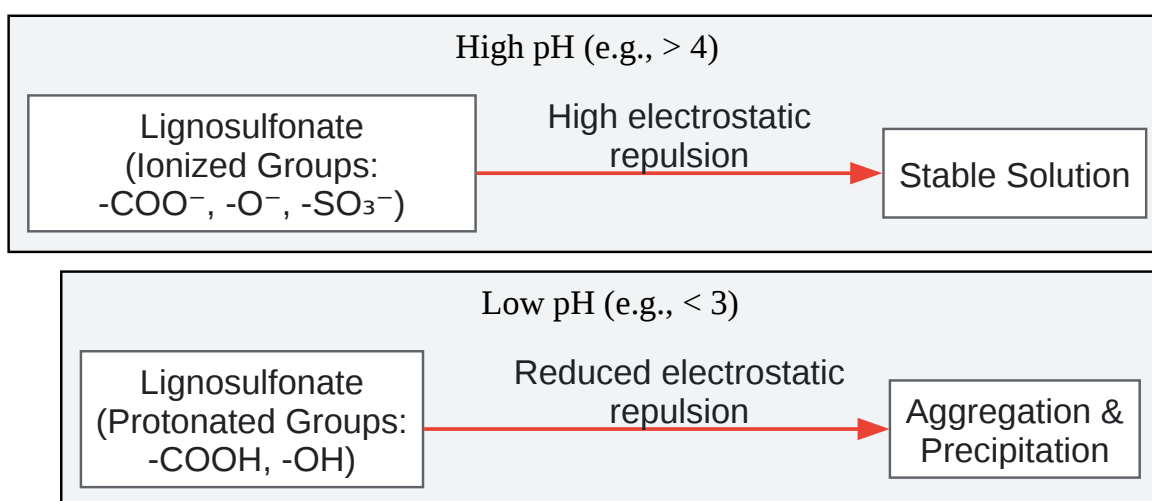 High pH (e.g., > 4)
Lignosulfonate
(Ionized Groups:
-COO⁻, -O⁻, -SO₃⁻)
High electrostatic
repulsion
Stable Solution
Low pH (e.g., < 3)
Lignosulfonate
(Protonated Groups:
-COOH, -OH)
Reduced electrostatic
repulsion
Aggregation &
Precipitation